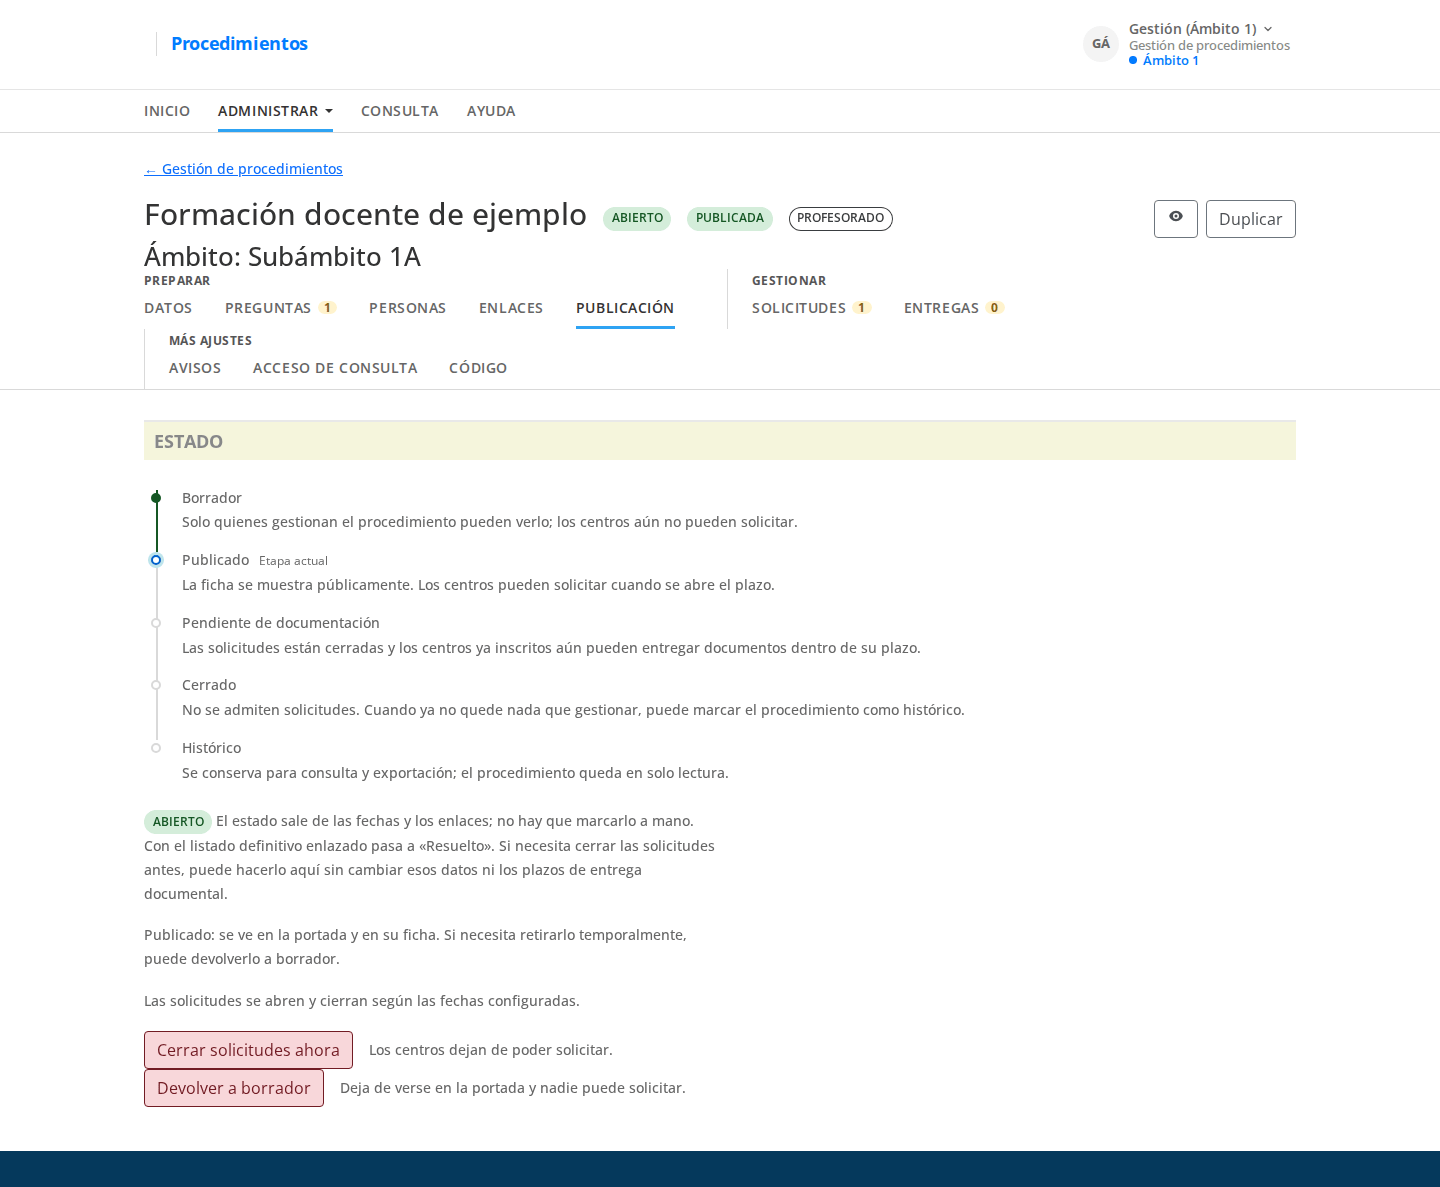 Procedimientos
GÁ
Gestión (Ámbito 1)
Gestión de procedimientos
Ámbito 1
INICIO ADMINISTRAR CONSULTA AYUDA
← Gestión de procedimientos
Formación docente de ejemplo ABIERTO PUBLICADA PROFESORADO
Duplicar
Ámbito: Subámbito 1A
PREPARAR
DATOS PREGUNTAS 1 PERSONAS ENLACES PUBLICACIÓN
GESTIONAR
SOLICITUDES 1 ENTREGAS 0
MÁS AJUSTES
AVISOS ACCESO DE CONSULTA CÓDIGO
ESTADO
Borrador
Solo quienes gestionan el procedimiento pueden verlo; los centros aún no pueden solicitar.
Publicado Etapa actual
La ficha se muestra públicamente. Los centros pueden solicitar cuando se abre el plazo.
Pendiente de documentación
Las solicitudes están cerradas y los centros ya inscritos aún pueden entregar documentos dentro de su plazo.
Cerrado
No se admiten solicitudes. Cuando ya no quede nada que gestionar, puede marcar el procedimiento como histórico.
Histórico
Se conserva para consulta y exportación; el procedimiento queda en solo lectura.
ABIERTO El estado sale de las fechas y los enlaces; no hay que marcarlo a mano.
Con el listado definitivo enlazado pasa a «Resuelto». Si necesita cerrar las solicitudes
antes, puede hacerlo aquí sin cambiar esos datos ni los plazos de entrega
documental.
Publicado: se ve en la portada y en su ficha. Si necesita retirarlo temporalmente,
puede devolverlo a borrador.
Las solicitudes se abren y cierran según las fechas configuradas.
Cerrar solicitudes ahora Los centros dejan de poder solicitar.
Devolver a borrador Deja de verse en la portada y nadie puede solicitar.